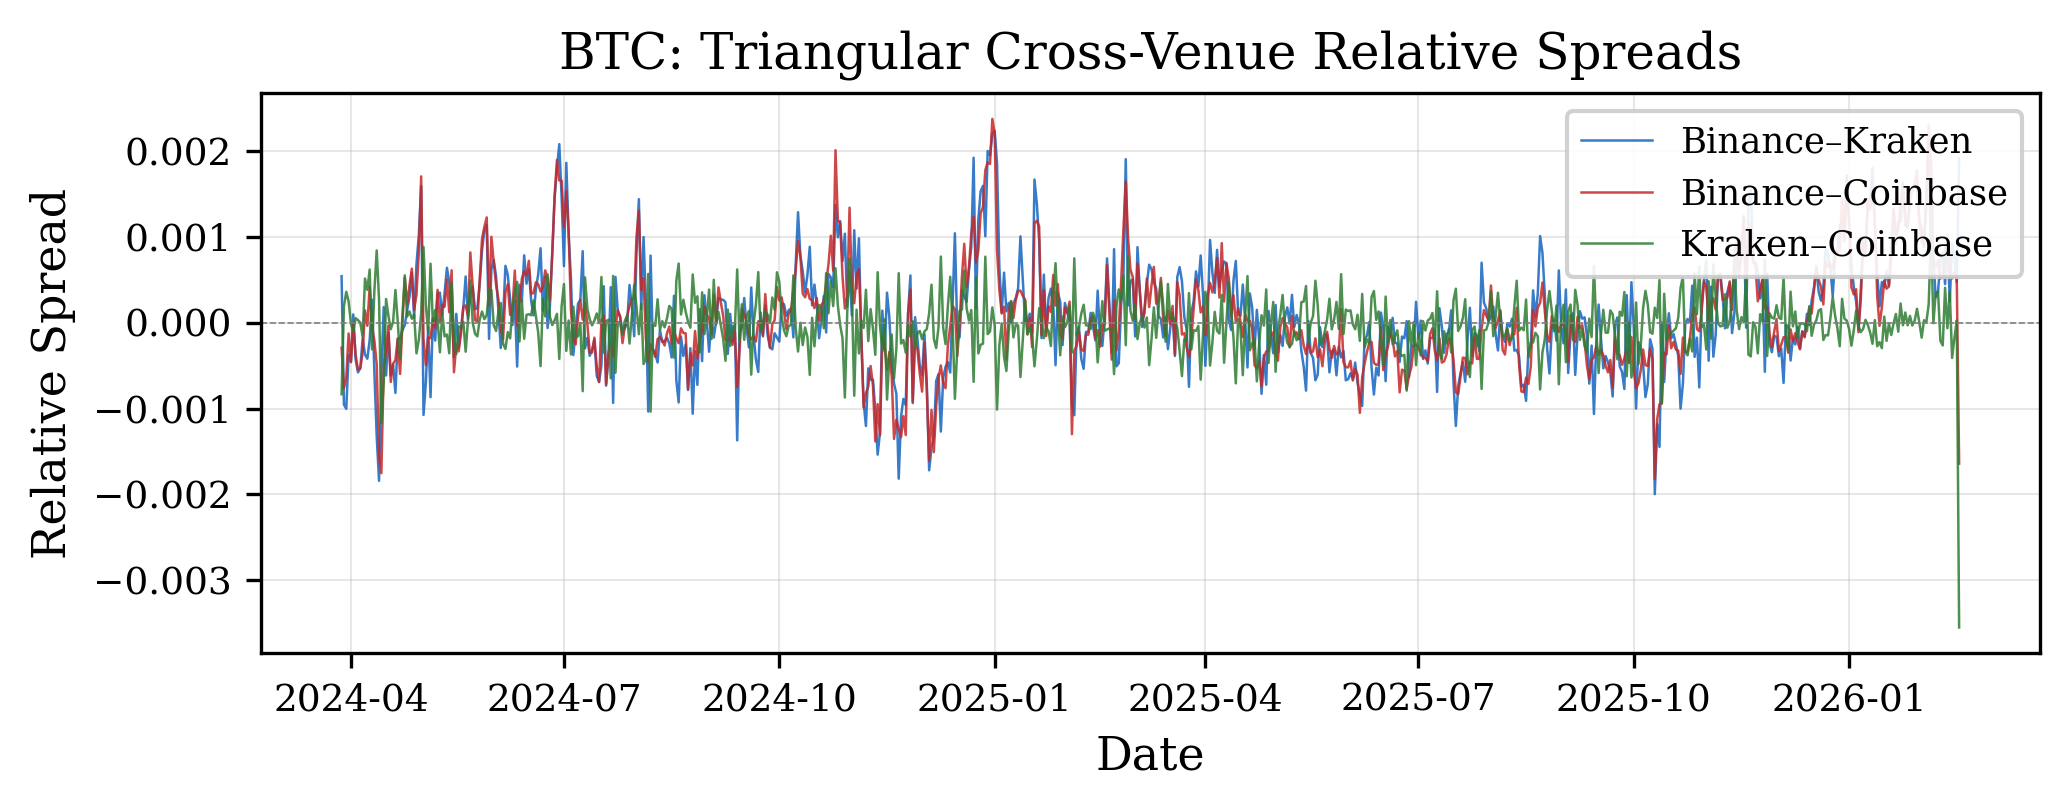 BTC: Triangular Cross-Venue Relative Spreads
Binance–Kraken
Binance–Coinbase
Kraken–Coinbase
Relative Spread
0.002
0.001
0.000
−0.001
−0.002
−0.003
2024-04 2024-07 2024-10 2025-01 2025-04 2025-07 2025-10 2026-01
Date